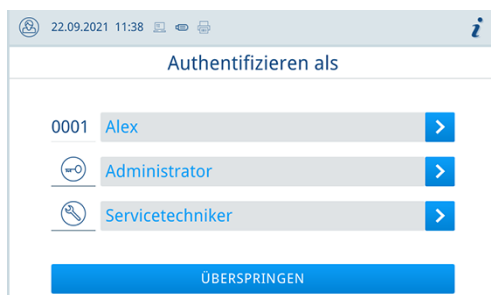 22.09.2021 11:38 i
Authentifizieren als
0001 Alex
Administrator
Servicetechniker
ÜBERSPRINGEN